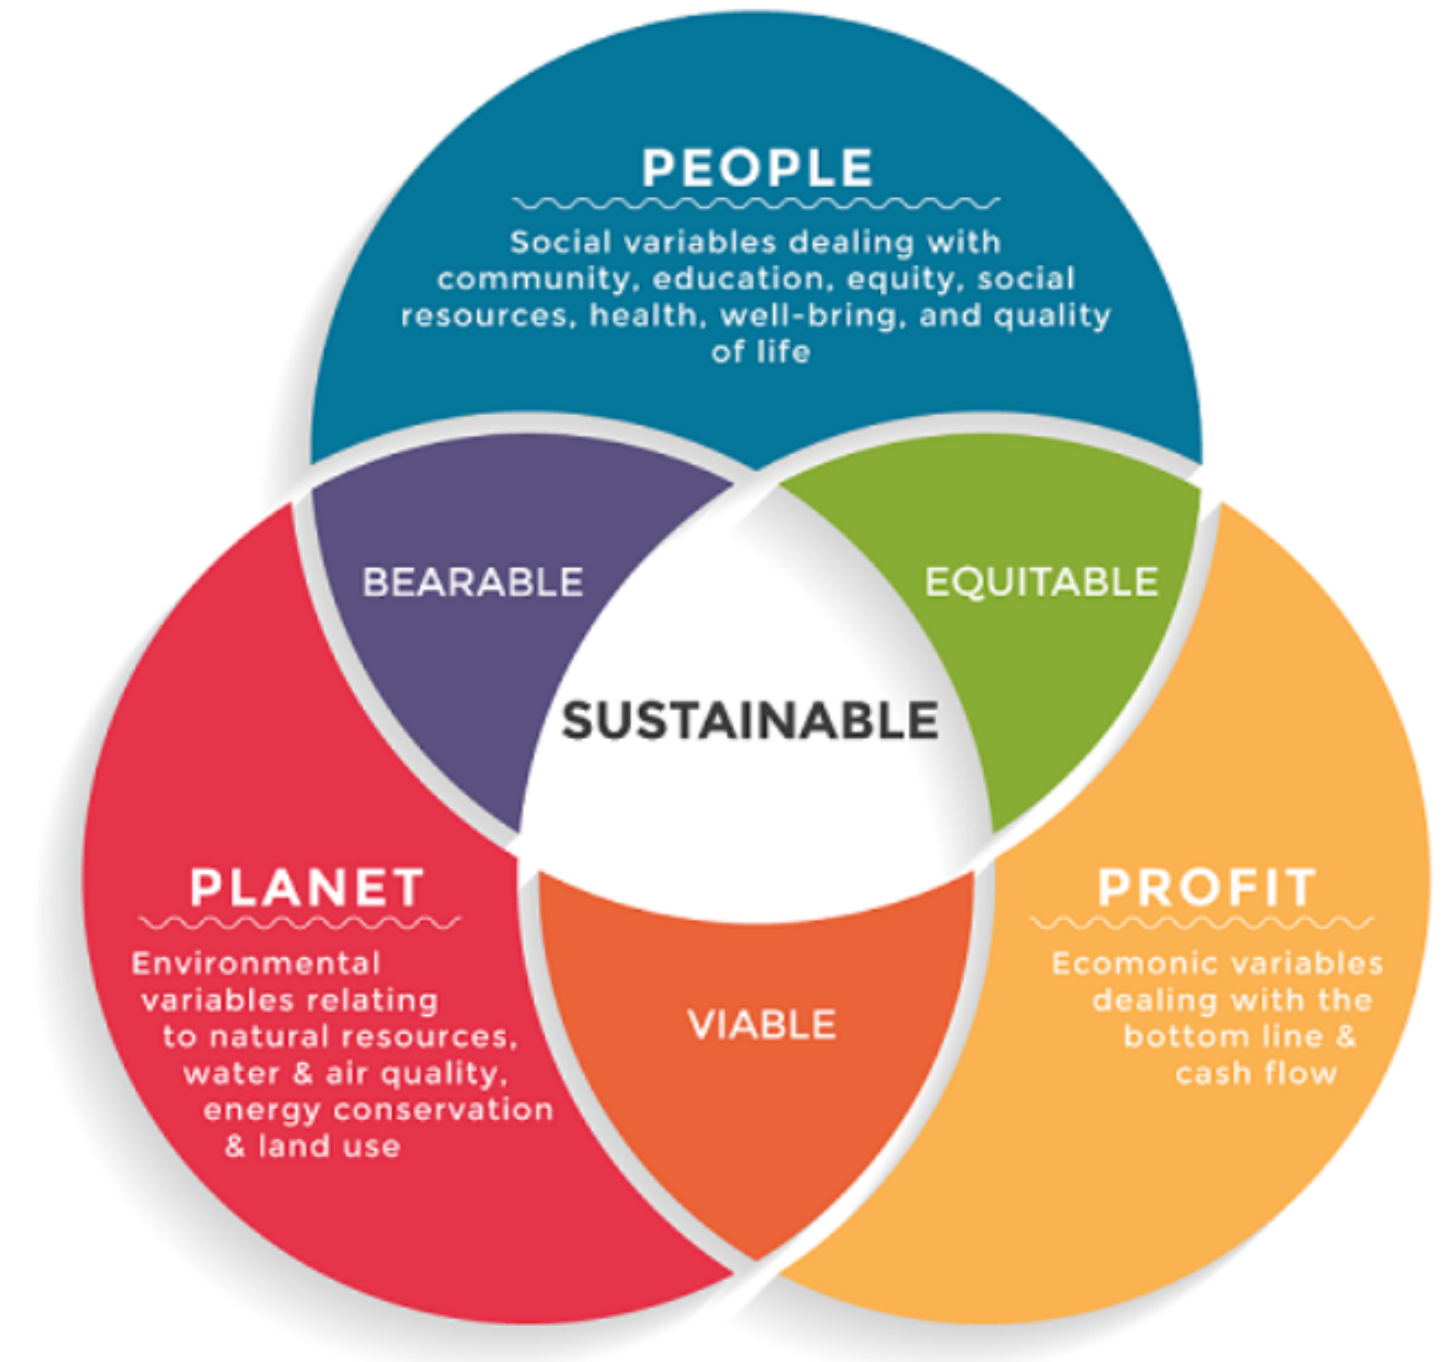 PEOPLE
Social variables dealing with
community, education, equity, social
resources, health, well-bring, and quality
of life
BEARABLE
EQUITABLE
SUSTAINABLE
PLANET
Environmental
variables relating
to natural resources,
water & air quality,
energy conservation
& land use
VIABLE
PROFIT
Ecomonic variables
dealing with the
bottom line &
cash flow